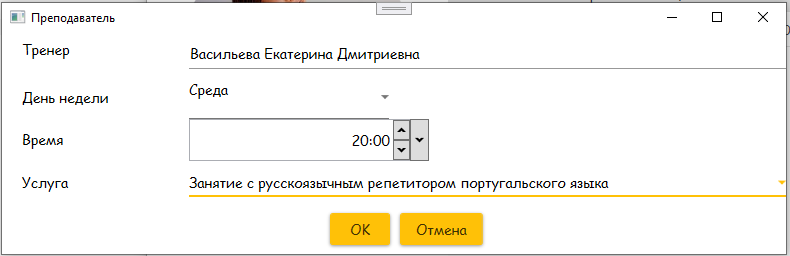 Преподаватель
Тренер Васильева Екатерина Дмитриевна
День недели Среда
Время 20:00
Услуга Занятие с русскоязычным репетитором португальского языка
OK Отмена